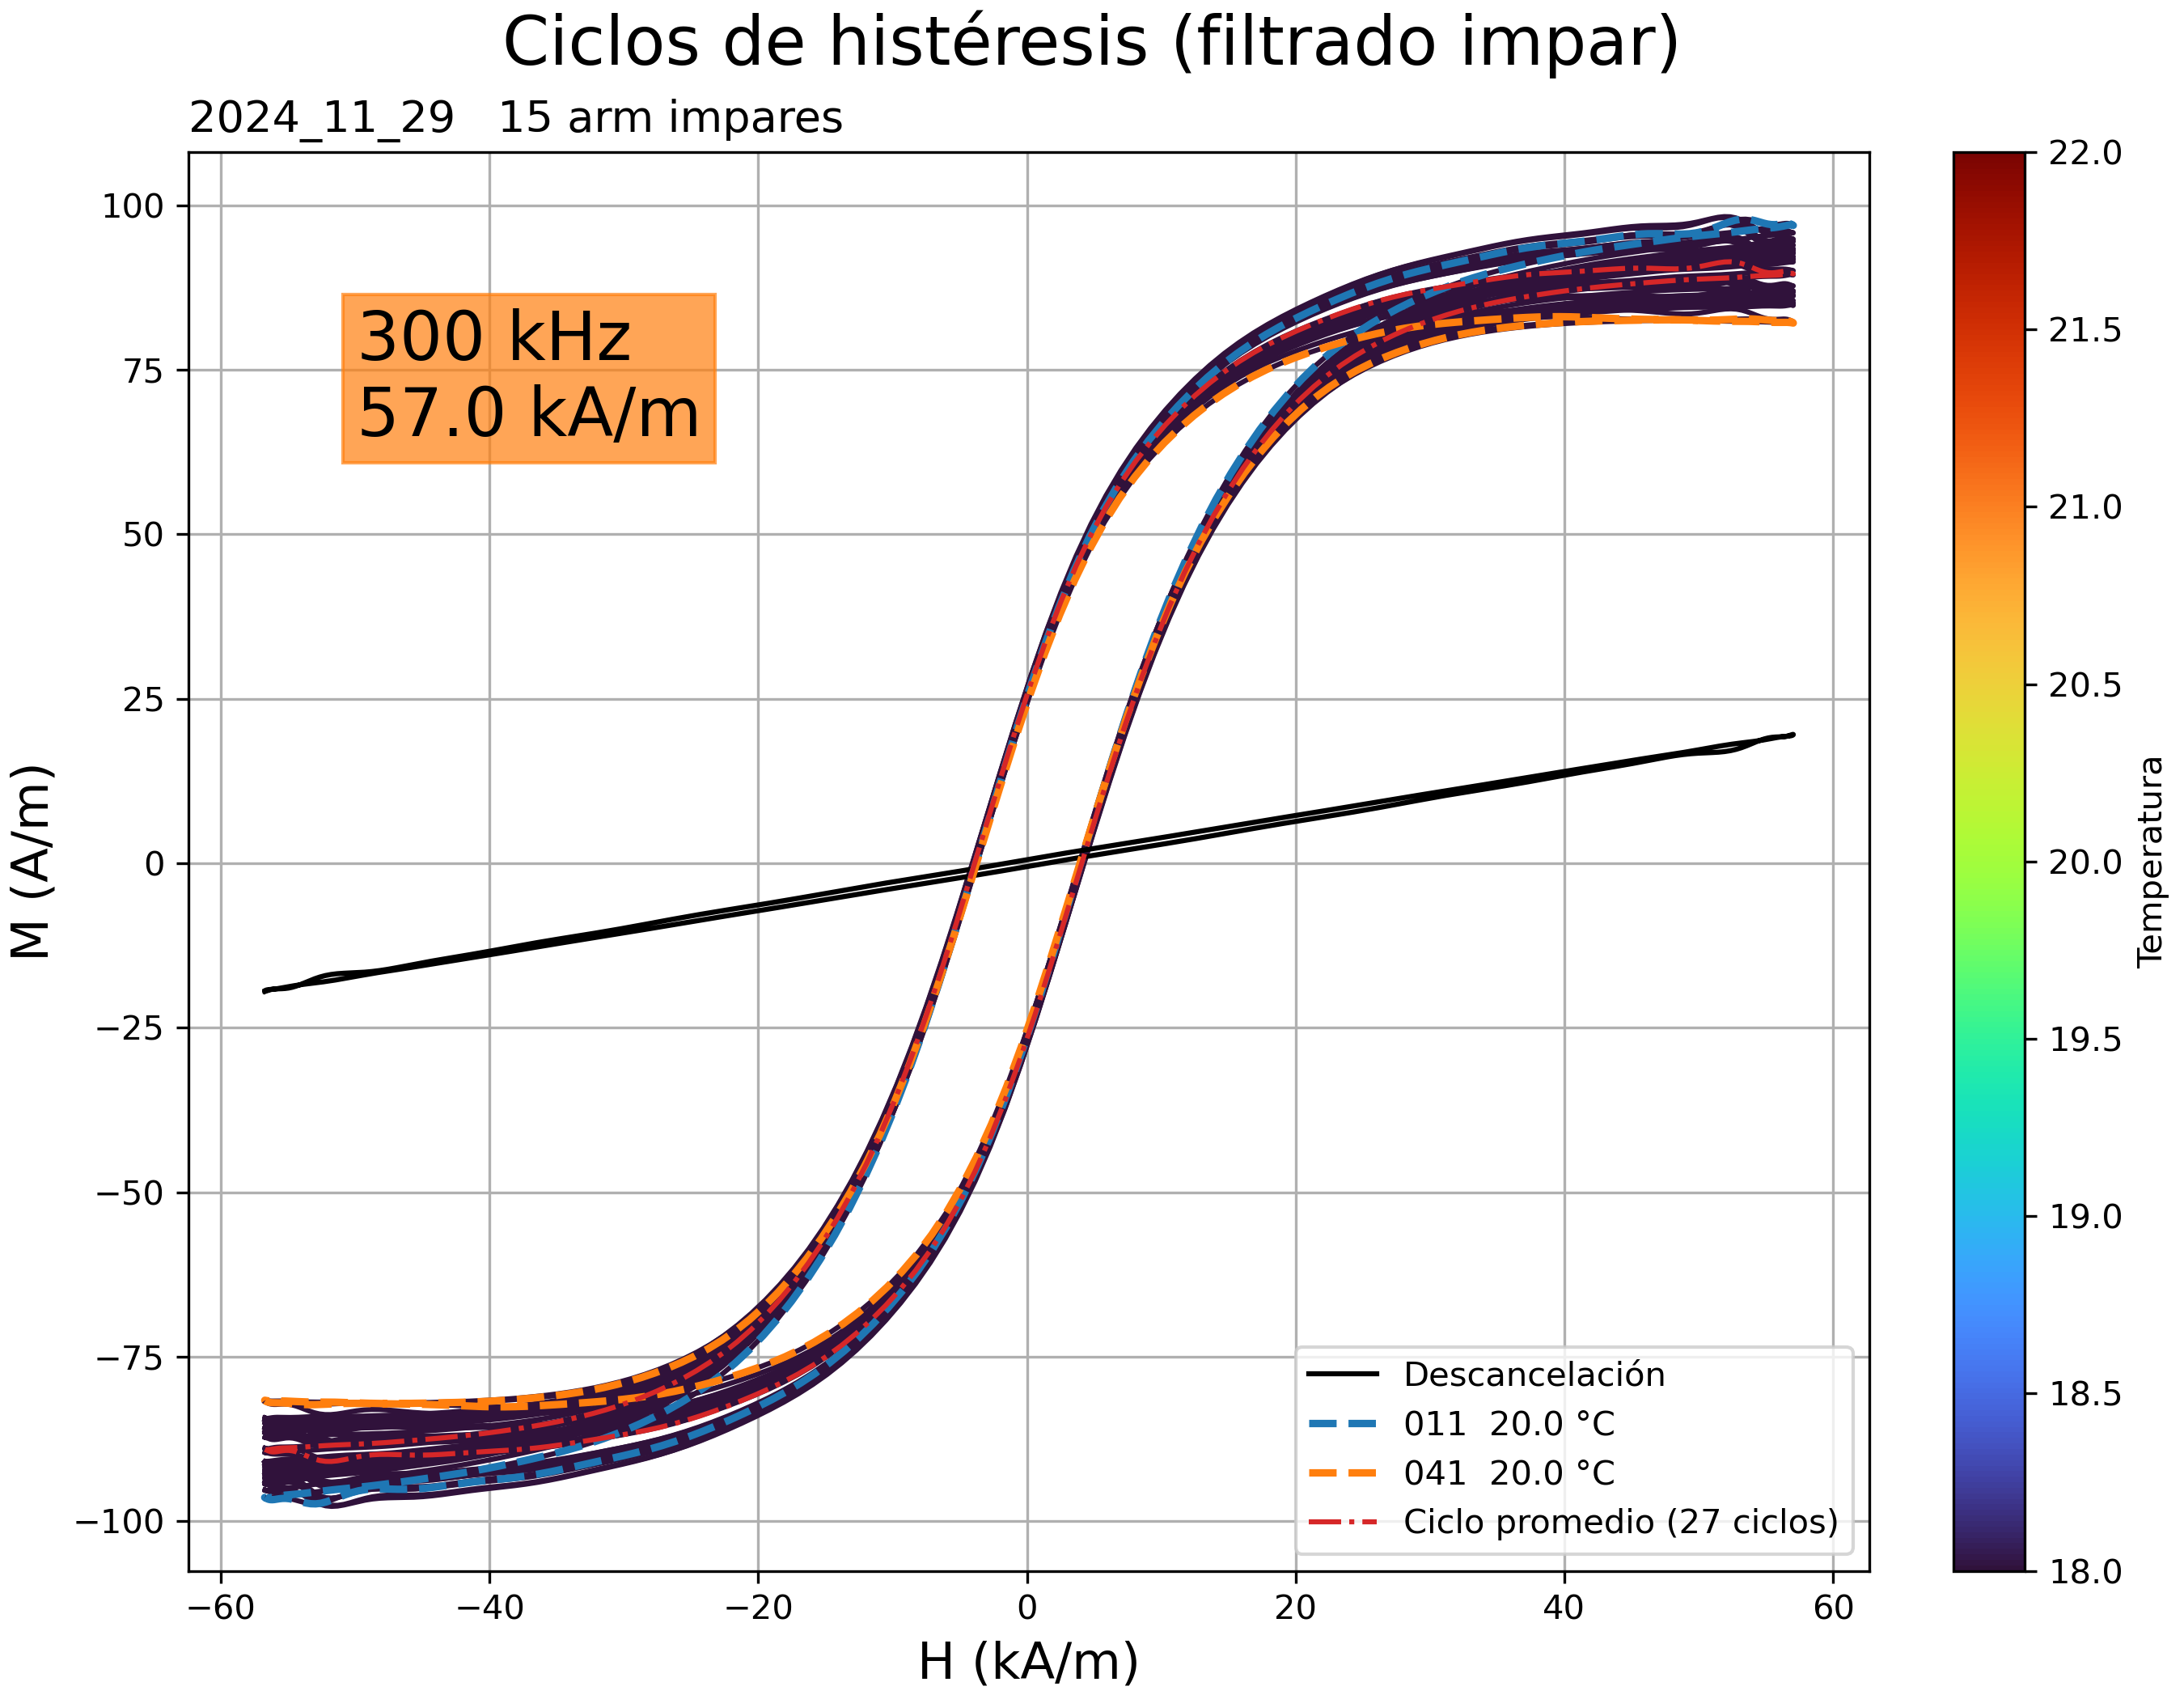 Ciclos de histéresis (filtrado impar)
2024_11_29   15 arm impares
300 kHz
57.0 kA/m
M (A/m)
100
75
50
25
0
−25
−50
−75
−100
−60
−40
−20
0
20
40
60
H (kA/m)
Descancelación
011  20.0 °C
041  20.0 °C
Ciclo promedio (27 ciclos)
22.0
21.5
21.0
20.5
20.0
19.5
19.0
18.5
18.0
Temperatura